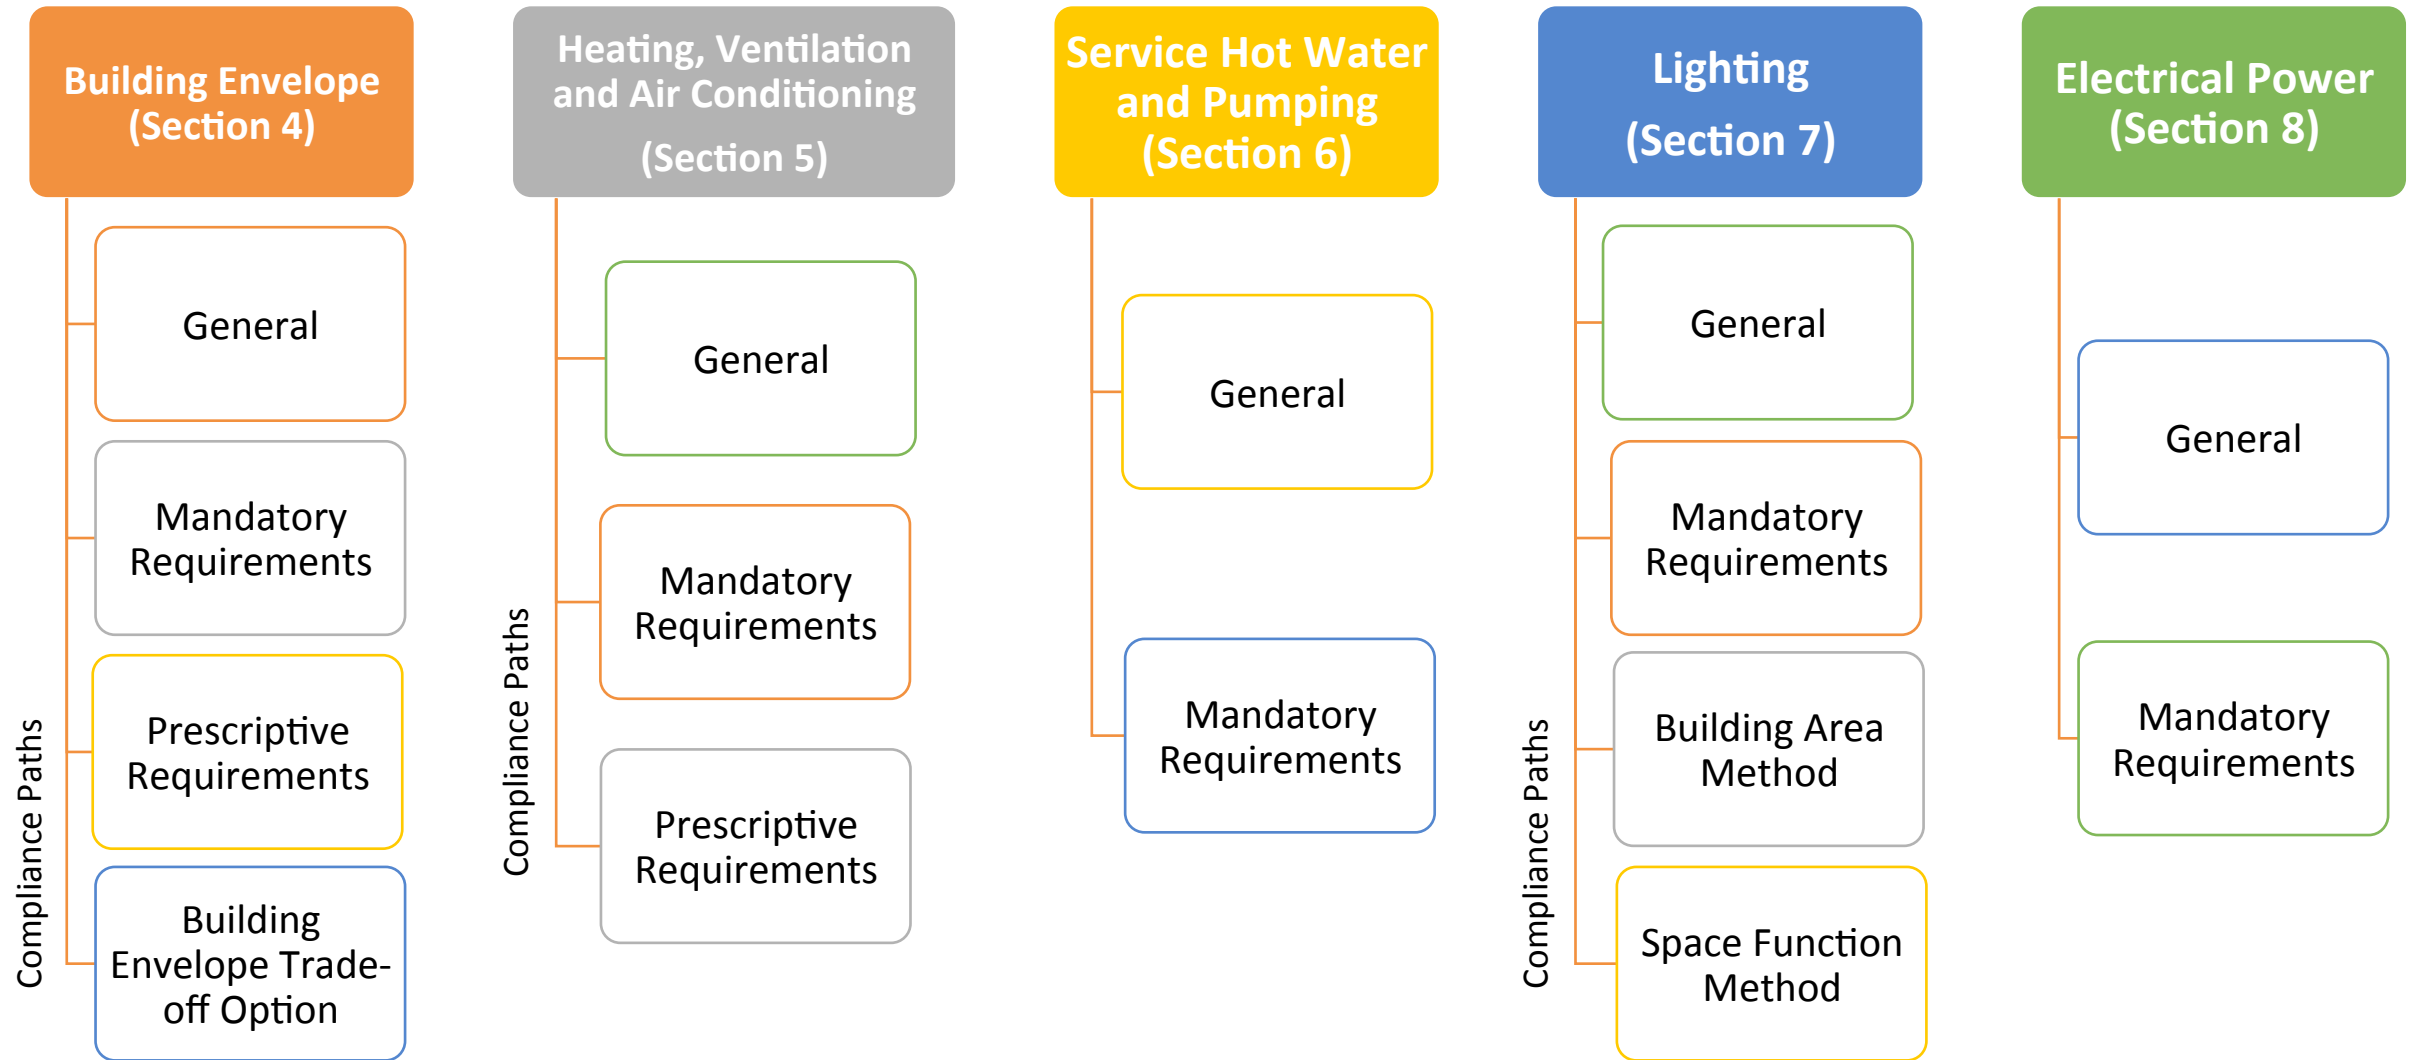 Building Envelope
(Section 4)
General
Mandatory
Requirements
Prescriptive
Requirements
Building
Envelope Trade-
off Option
Compliance Paths
Heating, Ventilation
and Air Conditioning
(Section 5)
General
Mandatory
Requirements
Prescriptive
Requirements
Compliance Paths
Service Hot Water
and Pumping
(Section 6)
General
Mandatory
Requirements
Lighting
(Section 7)
General
Mandatory
Requirements
Building Area
Method
Space Function
Method
Compliance Paths
Electrical Power
(Section 8)
General
Mandatory
Requirements